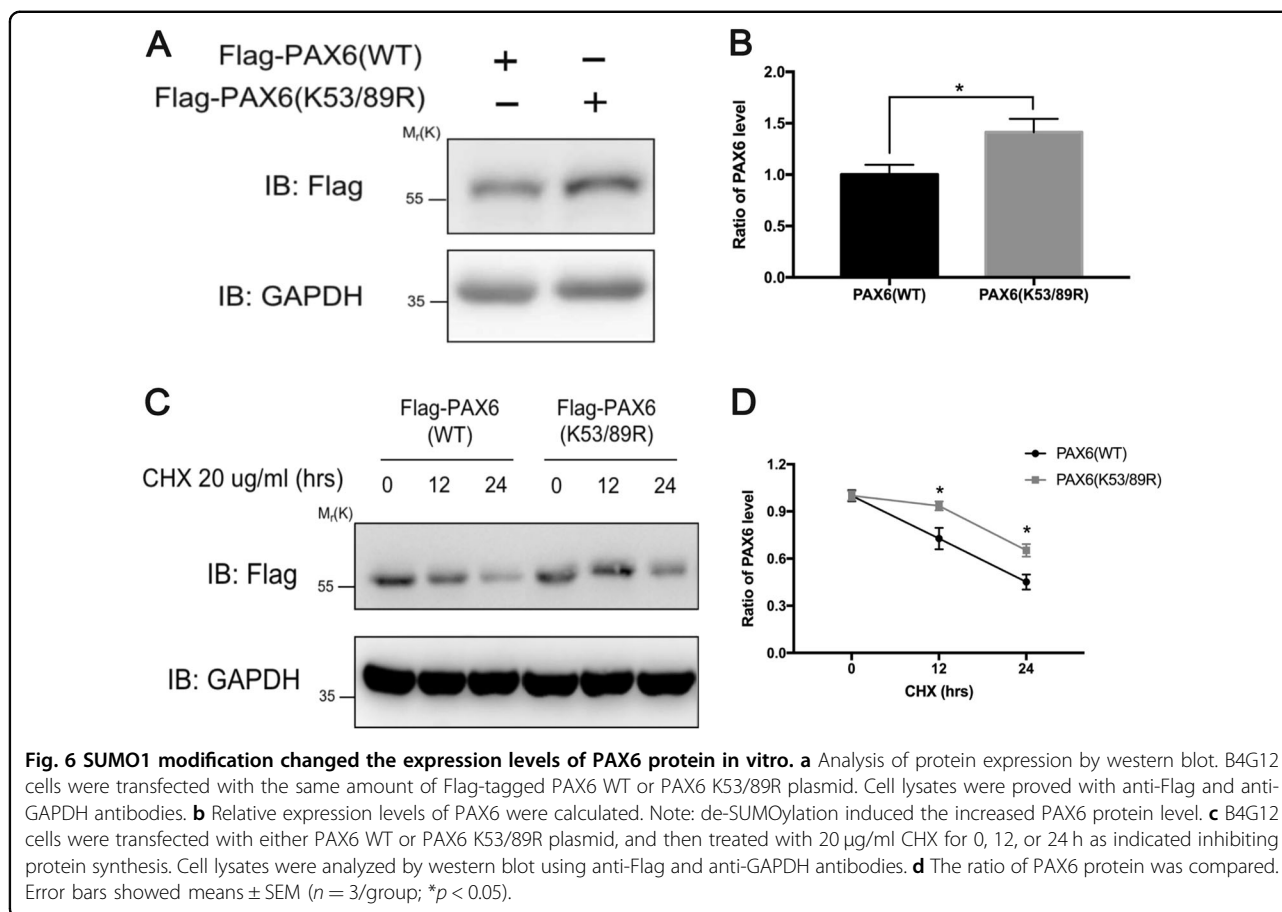 A
Flag-PAX6(WT) + −
Flag-PAX6(K53/89R) − +
Mr(K)
IB: Flag
55
IB: GAPDH
35
B
Ratio of PAX6 level
2.0
1.5
1.0
0.5
0.0
*
PAX6(WT) PAX6(K53/89R)
C
Flag-PAX6 Flag-PAX6
(WT) (K53/89R)
CHX 20 ug/ml (hrs) 0 12 24 0 12 24
Mr(K)
IB: Flag
55
IB: GAPDH
35
D
PAX6(WT)
PAX6(K53/89R)
Ratio of PAX6 level
1.2
0.9
0.6
0.3
0.0
*
*
0 12 24
CHX (hrs)
Fig. 6 SUMO1 modification changed the expression levels of PAX6 protein in vitro. a Analysis of protein expression by western blot. B4G12
cells were transfected with the same amount of Flag-tagged PAX6 WT or PAX6 K53/89R plasmid. Cell lysates were proved with anti-Flag and anti-
GAPDH antibodies. b Relative expression levels of PAX6 were calculated. Note: de-SUMOylation induced the increased PAX6 protein level. c B4G12
cells were transfected with either PAX6 WT or PAX6 K53/89R plasmid, and then treated with 20 µg/ml CHX for 0, 12, or 24 h as indicated inhibiting
protein synthesis. Cell lysates were analyzed by western blot using anti-Flag and anti-GAPDH antibodies. d The ratio of PAX6 protein was compared.
Error bars showed means ± SEM (n = 3/group; *p < 0.05).